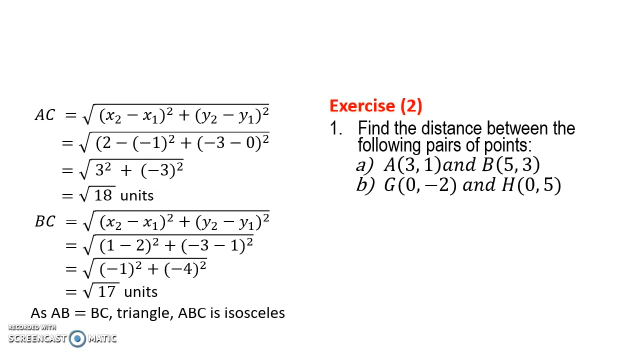 AC = √(x₂ − x₁)² + (y₂ − y₁)²
= √(2 − (−1)² + (−3 − 0)²
= √3² + (−3)²
= √18 units
BC = √(x₂ − x₁)² + (y₂ − y₁)²
= √(1 − 2)² + (−3 − 1)²
= √(−1)² + (−4)²
= √17 units
As AB = BC, triangle, ABC is isosceles
Exercise (2)
1. Find the distance between the
following pairs of points:
a) A(3, 1)and B(5, 3)
b) G(0, −2) and H(0, 5)
RECORDED WITH
SCREENCAST MATIC